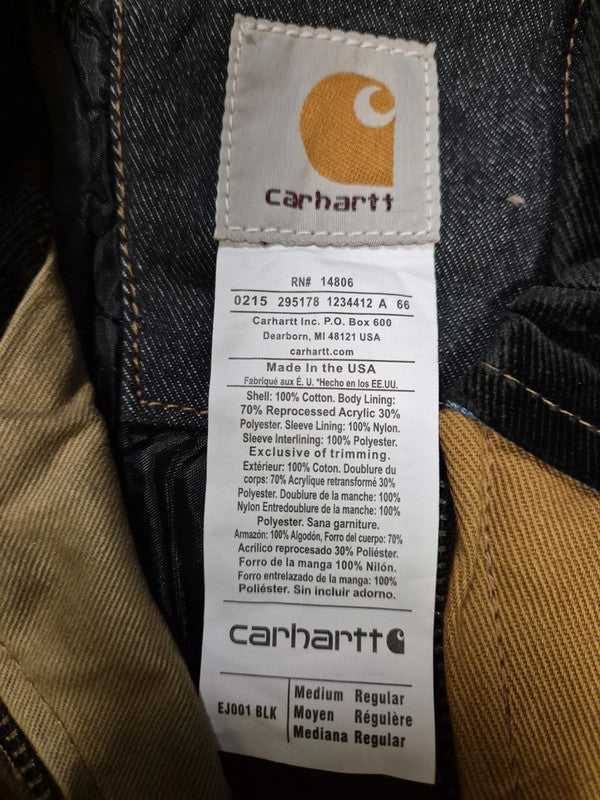 carhartt
RN# 14806
0215 295178 1234412 A 66
Carhartt Inc. P.O. Box 600
Dearborn, MI 48121 USA
carhartt.com
Made in the USA
Fabriqué aux É. U. *Hecho en los EE.UU.
Shell: 100% Cotton. Body Lining:
70% Reprocessed Acrylic 30%
Polyester. Sleeve Lining: 100% Nylon.
Sleeve Interlining: 100% Polyester.
Exclusive of trimming.
Extérieur: 100% Coton. Doublure du
corps: 70% Acrylique retransformé 30%
Polyester. Doublure de la manche: 100%
Nylon Entredoublure de la manche: 100%
Polyester. Sana garniture.
Armazón: 100% Algodón, Forro del cuerpo: 70%
Acrílico reprocesado 30% Poliéster.
Forro de la manga 100% Nilón.
Forro entrelazado de la manga: 100%
Poliéster. Sin incluir adorno.
carhartt
EJ001 BLK
Medium Regular
Moyen Régulère
Mediana Regular